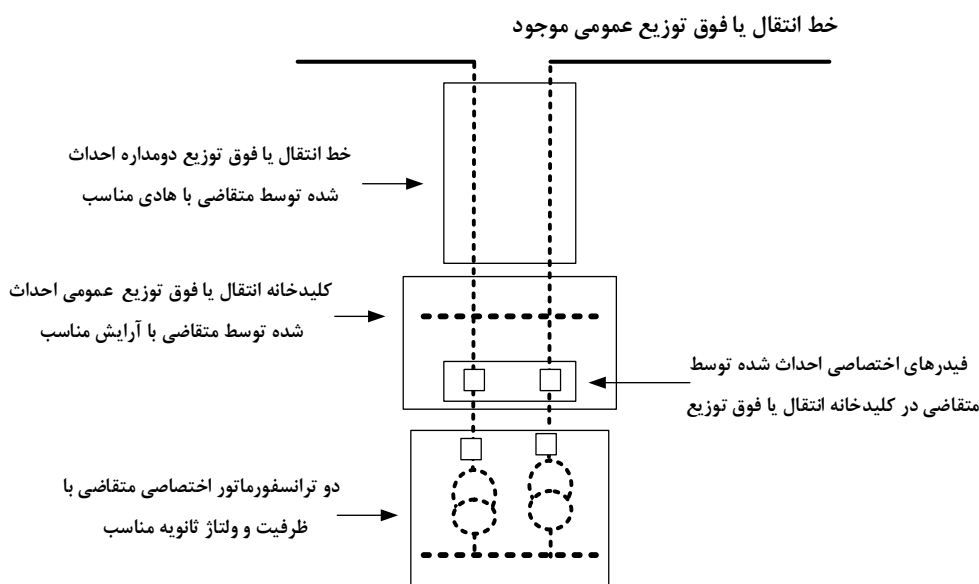 خط انتقال یا فوق توزیع عمومی موجود
خط انتقال یا فوق توزیع دومداره احداث
شده توسط متقاضی با هادی مناسب
کلیدخانه انتقال یا فوق توزیع عمومی احداث
شده توسط متقاضی با آرایش مناسب
فیدرهای اختصاصی احداث شده توسط
متقاضی در کلیدخانه انتقال یا فوق توزیع
دو ترانسفورماتور اختصاصی متقاضی با
ظرفیت و ولتاژ ثانویه مناسب